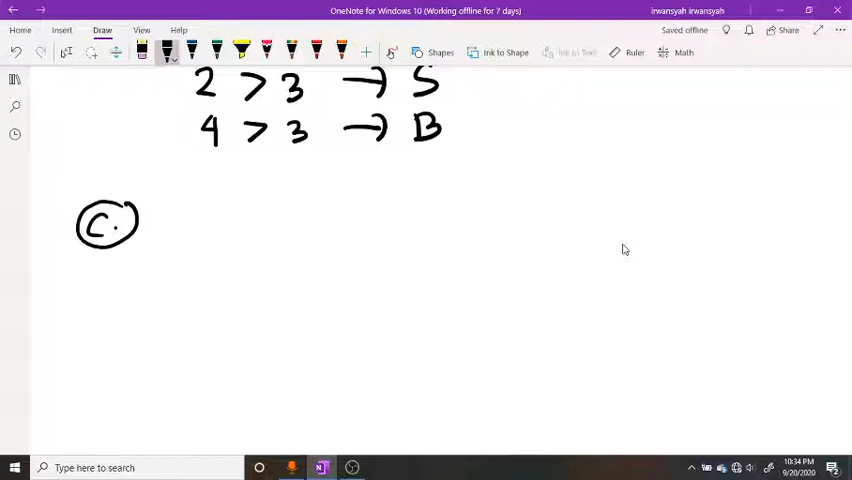 OneNote for Windows 10 (Working offline for 7 days)
irwansyah irwansyah
Home Insert Draw View Help
Saved offline
Share
Shapes
Ink to Shape
Ink to Text
Ruler
Math
2 > 3 → S
4 > 3 → B
C.
Type here to search
10:34 PM
9/20/2020
2